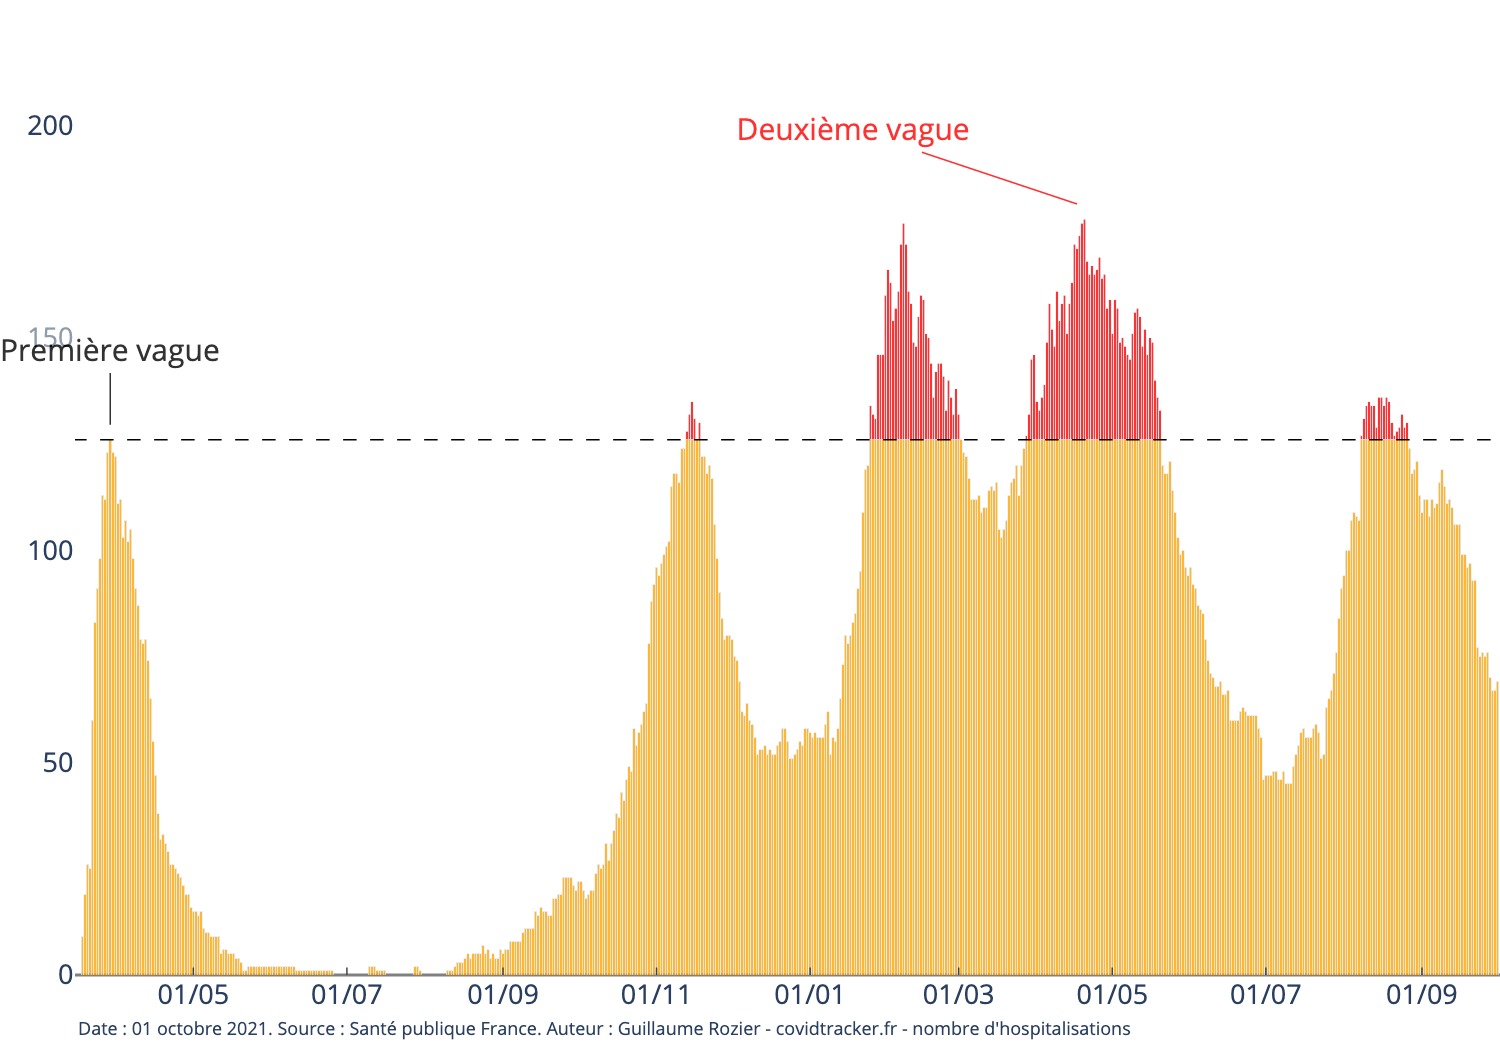 200
Deuxième vague
150
Première vague
100
50
0
01/05 01/07 01/09 01/11 01/01 01/03 01/05 01/07 01/09
Date : 01 octobre 2021. Source : Santé publique France. Auteur : Guillaume Rozier - covidtracker.fr - nombre d'hospitalisations